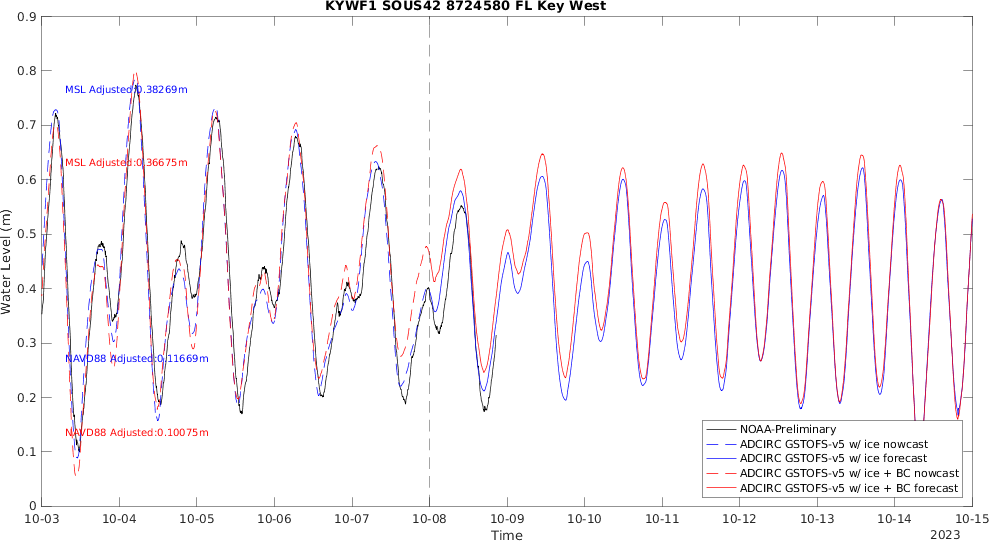 KYWF1 SOUS42 8724580 FL Key West
0.9
0.8
0.7
0.6
0.5
0.4
0.3
0.2
0.1
0
Water Level (m)
MSL Adjusted:0.38269m
MSL Adjusted:0.36675m
NAVD88 Adjusted:0.11669m
NAVD88 Adjusted:0.10075m
NOAA-Preliminary
ADCIRC GSTOFS-v5 w/ ice nowcast
ADCIRC GSTOFS-v5 w/ ice forecast
ADCIRC GSTOFS-v5 w/ ice + BC nowcast
ADCIRC GSTOFS-v5 w/ ice + BC forecast
10-03 10-04 10-05 10-06 10-07 10-08 10-09 10-10 10-11 10-12 10-13 10-14 10-15
Time
2023